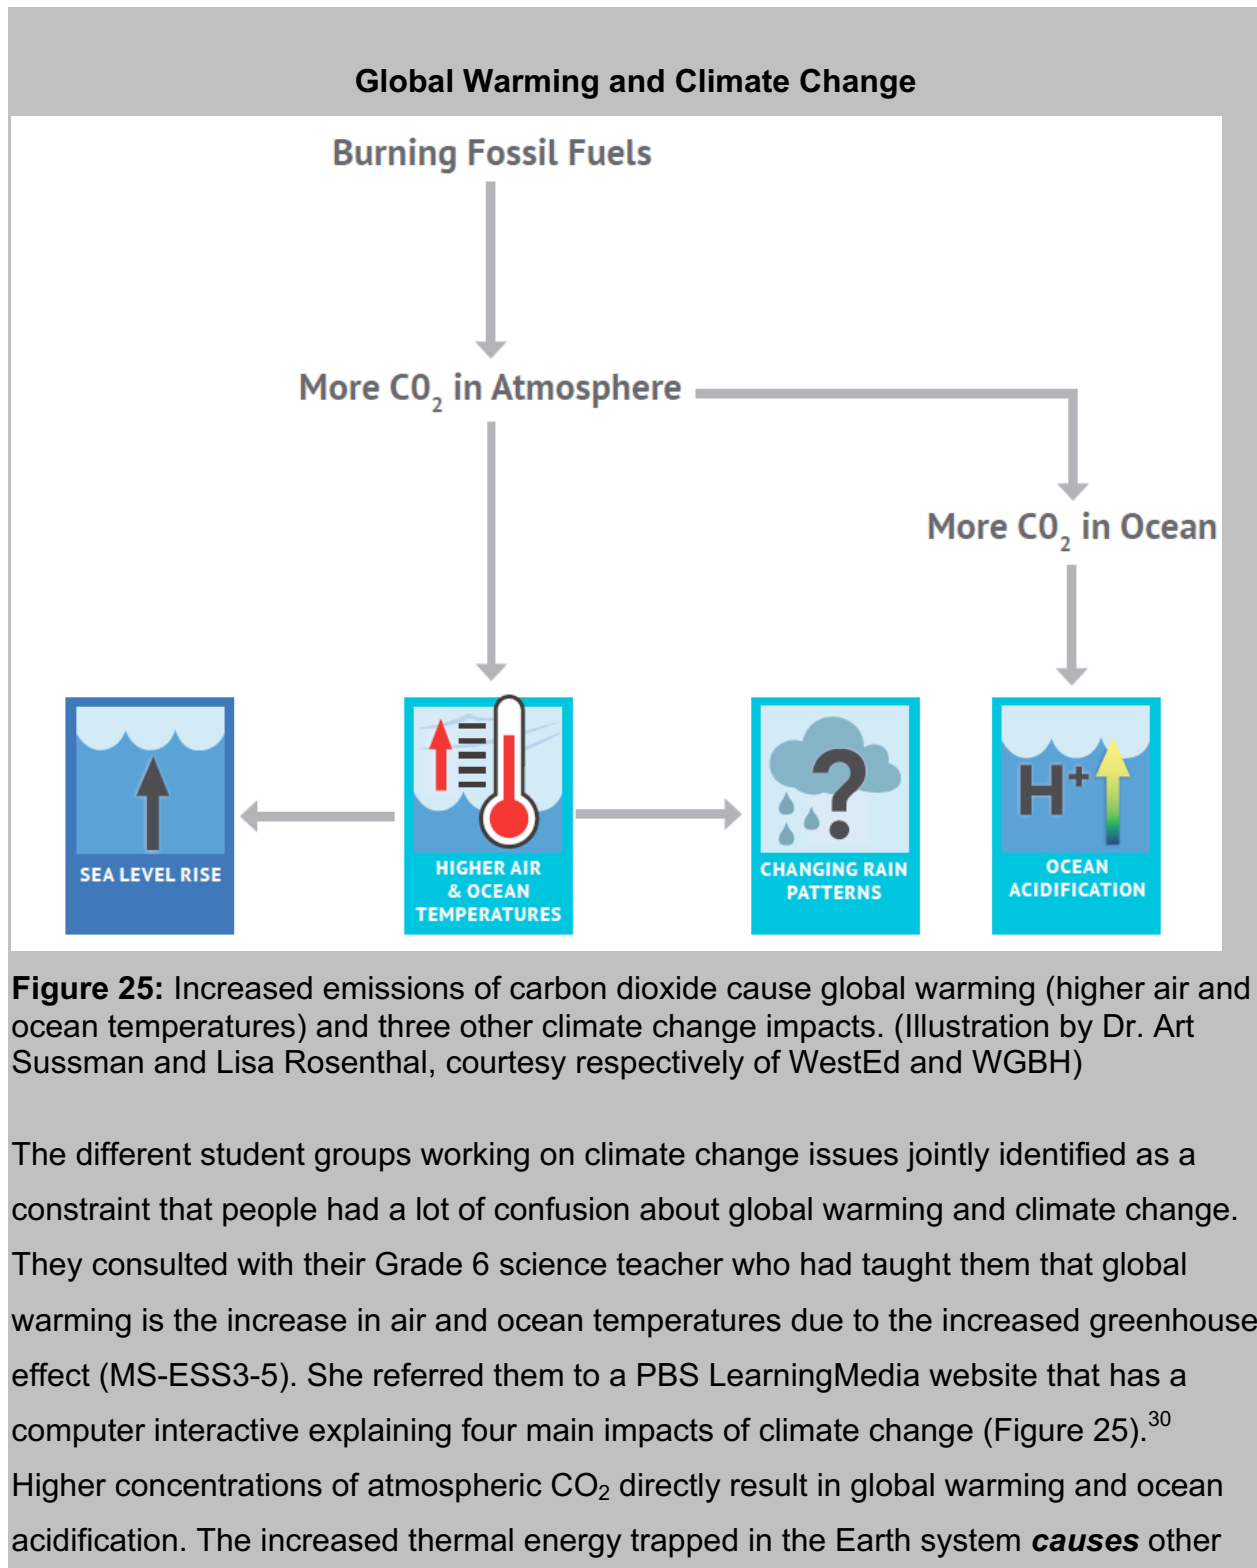 Global Warming and Climate Change
Burning Fossil Fuels
More C0₂ in Atmosphere
More C0₂ in Ocean
SEA LEVEL RISE
HIGHER AIR
& OCEAN
TEMPERATURES
CHANGING RAIN
PATTERNS
?
H⁺
OCEAN
ACIDIFICATION
Figure 25: Increased emissions of carbon dioxide cause global warming (higher air and
ocean temperatures) and three other climate change impacts. (Illustration by Dr. Art
Sussman and Lisa Rosenthal, courtesy respectively of WestEd and WGBH)
The different student groups working on climate change issues jointly identified as a
constraint that people had a lot of confusion about global warming and climate change.
They consulted with their Grade 6 science teacher who had taught them that global
warming is the increase in air and ocean temperatures due to the increased greenhouse
effect (MS-ESS3-5). She referred them to a PBS LearningMedia website that has a
computer interactive explaining four main impacts of climate change (Figure 25).³⁰
Higher concentrations of atmospheric CO₂ directly result in global warming and ocean
acidification. The increased thermal energy trapped in the Earth system causes other